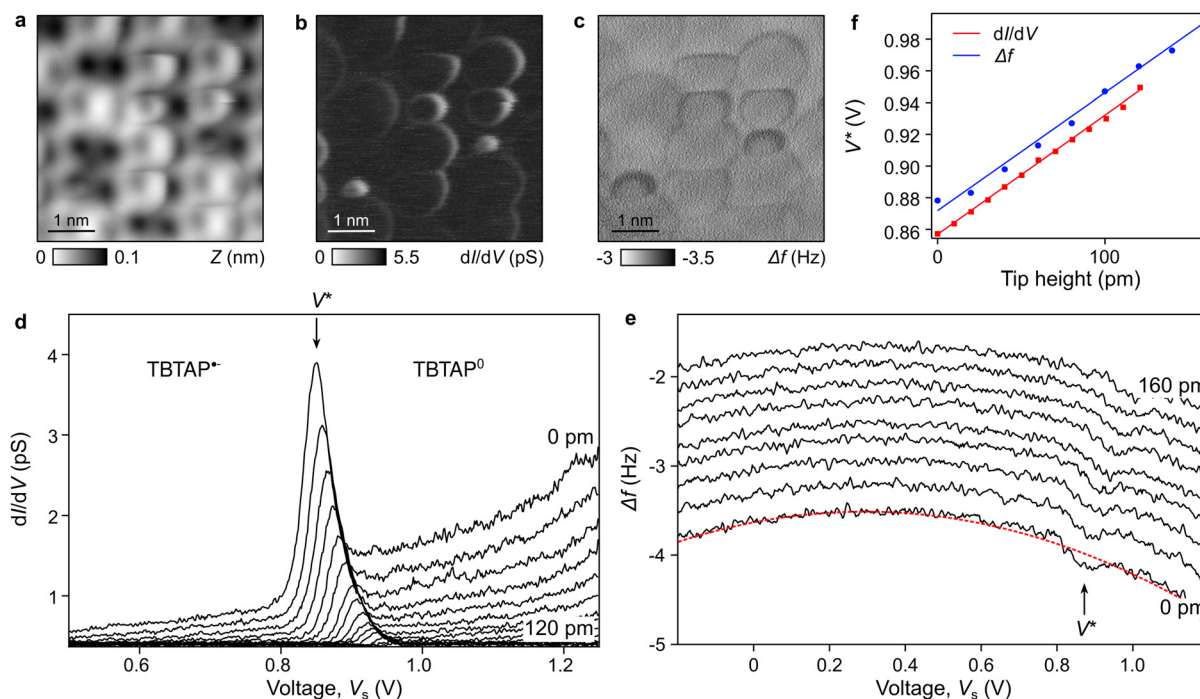 a
1 nm
0
0.1
Z (nm)
b
1 nm
0
5.5
dI/dV (pS)
c
1 nm
-3
-3.5
Δf (Hz)
f
dI/dV
Δf
0.98
0.96
0.94
0.92
0.90
0.88
0.86
V* (V)
0
100
Tip height (pm)
d
V*
TBTAP•-
TBTAP0
0 pm
120 pm
4
3
2
1
dI/dV (pS)
0.6
0.8
1.0
1.2
Voltage, Vs (V)
e
160 pm
0 pm
V*
-2
-3
-4
-5
Δf (Hz)
0
0.2
0.4
0.6
0.8
1.0
Voltage, Vs (V)